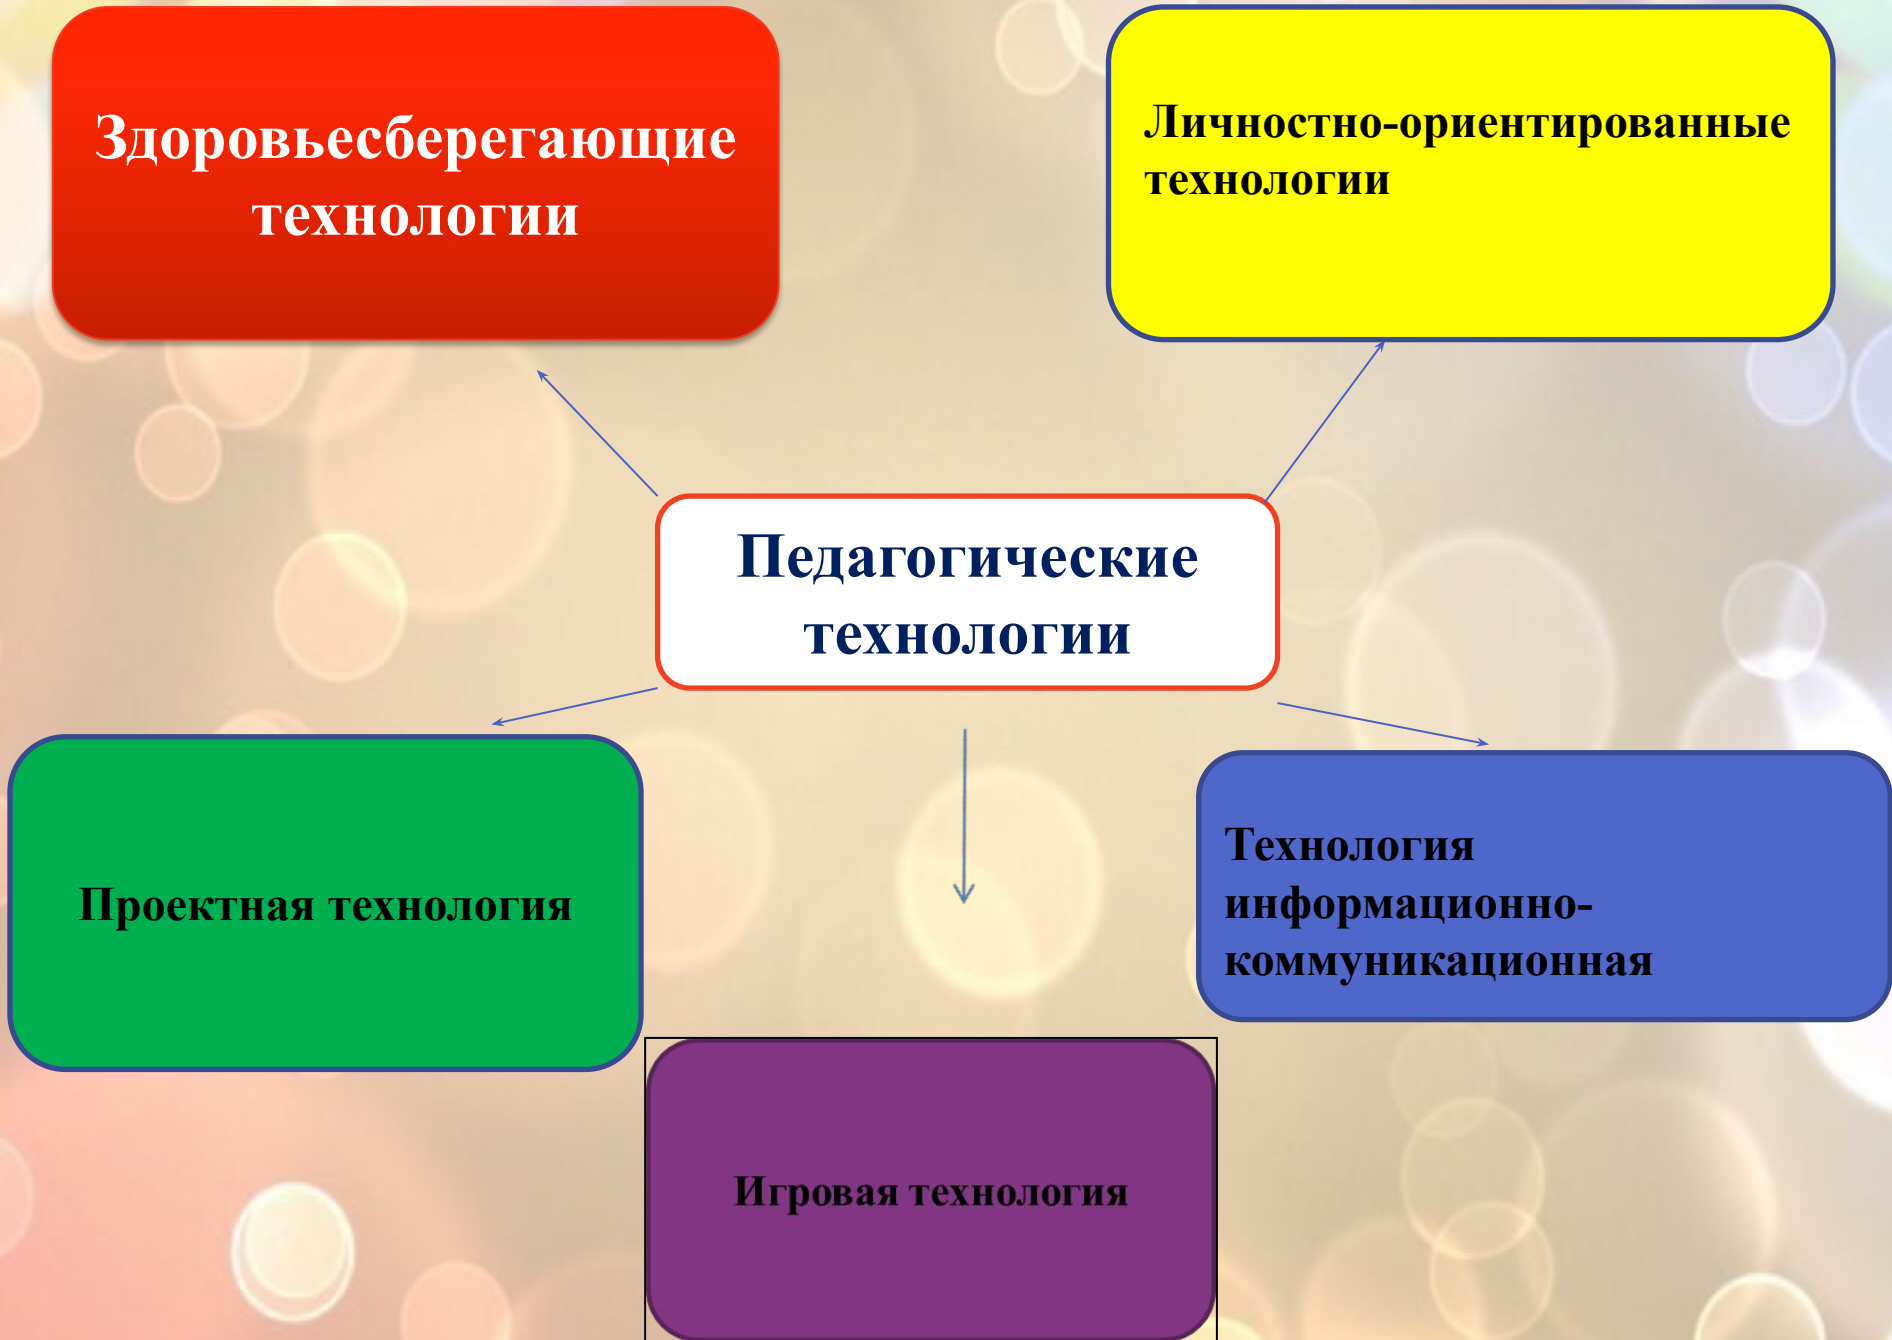 Здоровьесберегающие
технологии
Личностно-ориентированные
технологии
Педагогические
технологии
Проектная технология
Технология
информационно-
коммуникационная
Игровая технология